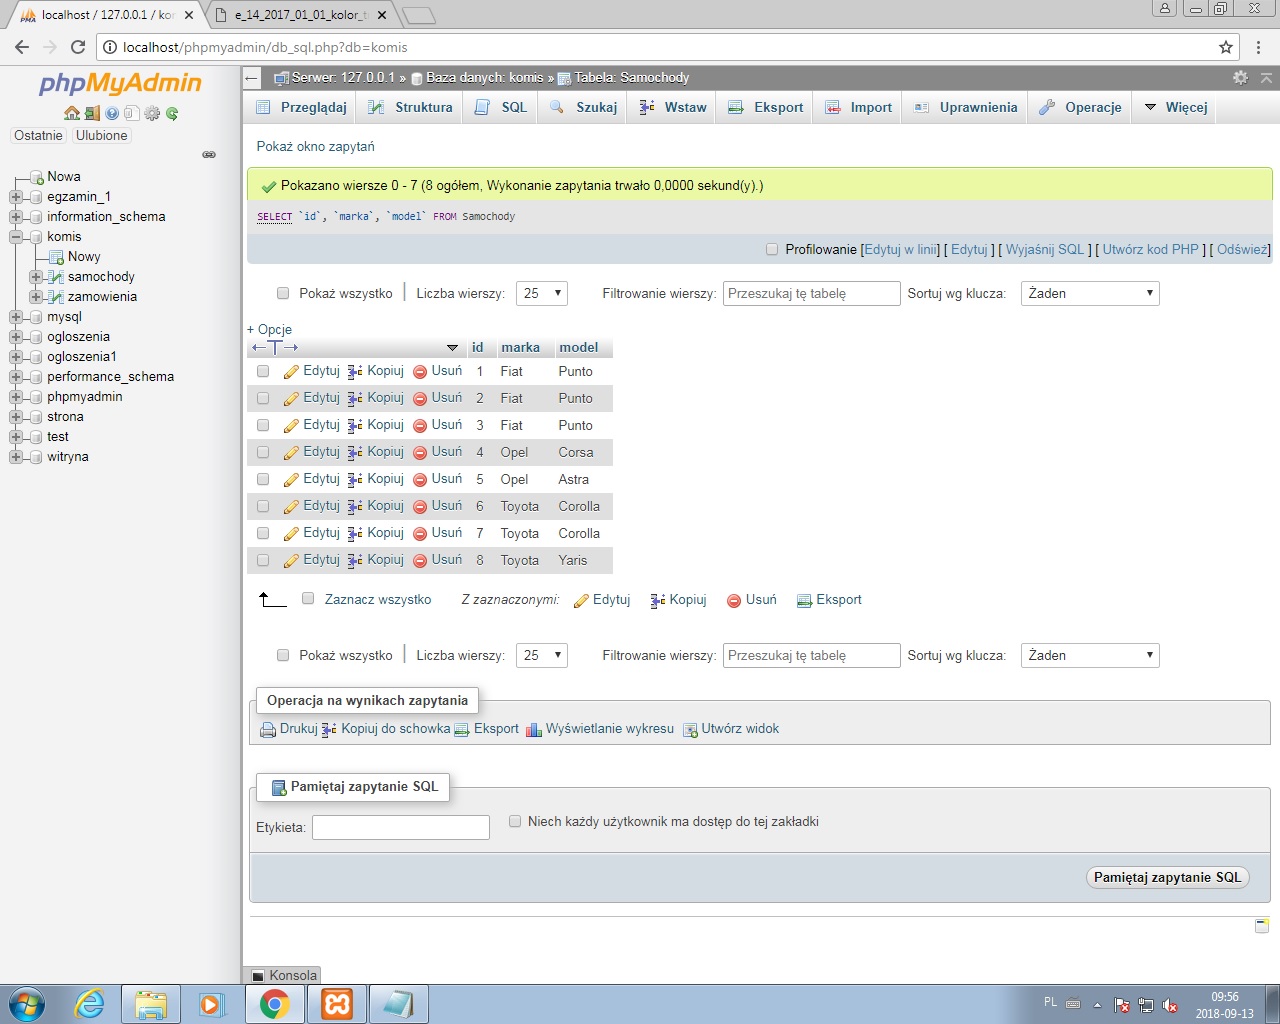 localhost / 127.0.0.1 / kor
e_14_2017_01_01_kolor_t
localhost/phpmyadmin/db_sql.php?db=komis
phpMyAdmin
Ostatnie Ulubione
Nowa
egzamin_1
information_schema
komis
Nowy
samochody
zamowienia
mysql
ogloszenia
ogloszenia1
performance_schema
phpmyadmin
strona
test
witryna
Serwer: 127.0.0.1 » Baza danych: komis » Tabela: Samochody
Przeglądaj Struktura SQL Szukaj Wstaw Eksport Import Uprawnienia Operacje Więcej
Pokaż okno zapytań
Pokazano wiersze 0 - 7 (8 ogółem, Wykonanie zapytania trwało 0,0000 sekund(y).)
SELECT `id`, `marka`, `model` FROM Samochody
Profilowanie [Edytuj w linii] [ Edytuj ] [ Wyjaśnij SQL ] [ Utwórz kod PHP ] [ Odśwież]
Pokaż wszystko Liczba wierszy: 25 Filtrowanie wierszy: Przeszukaj tę tabelę Sortuj wg klucza: Żaden
+ Opcje
id marka model
Edytuj Kopiuj Usuń 1 Fiat Punto
Edytuj Kopiuj Usuń 2 Fiat Punto
Edytuj Kopiuj Usuń 3 Fiat Punto
Edytuj Kopiuj Usuń 4 Opel Corsa
Edytuj Kopiuj Usuń 5 Opel Astra
Edytuj Kopiuj Usuń 6 Toyota Corolla
Edytuj Kopiuj Usuń 7 Toyota Corolla
Edytuj Kopiuj Usuń 8 Toyota Yaris
Zaznacz wszystko Z zaznaczonymi: Edytuj Kopiuj Usuń Eksport
Pokaż wszystko Liczba wierszy: 25 Filtrowanie wierszy: Przeszukaj tę tabelę Sortuj wg klucza: Żaden
Operacja na wynikach zapytania
Drukuj Kopiuj do schowka Eksport Wyświetlanie wykresu Utwórz widok
Pamiętaj zapytanie SQL
Etykieta: Niech każdy użytkownik ma dostęp do tej zakładki
Pamiętaj zapytanie SQL
Konsola
PL 09:56
2018-09-13